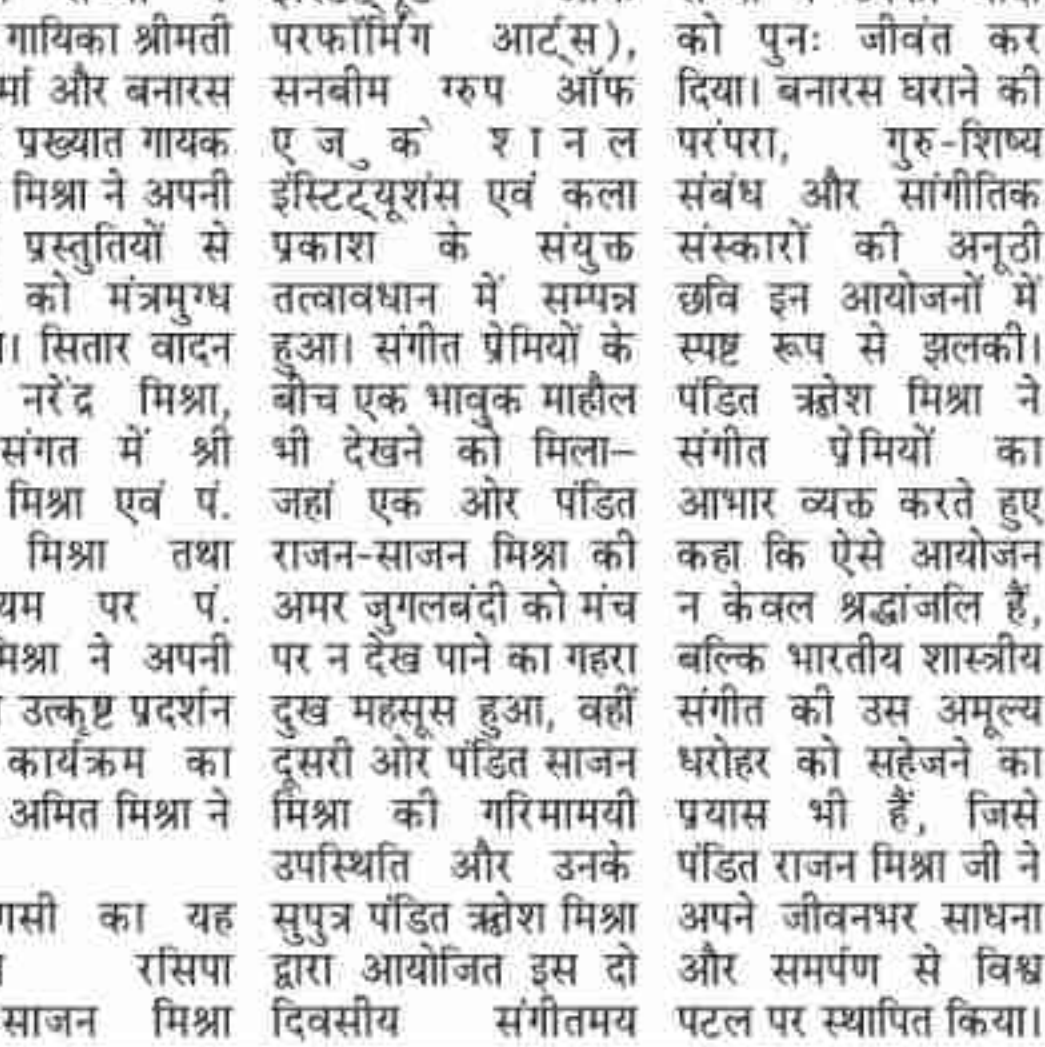 गायिका श्रीमती
और बनारस
प्रख्यात गायक
मिश्रा ने अपनी
प्रस्तुतियों से
को मंत्रमुग्ध
सितार वादन
नरेंद्र मिश्रा,
संगत में श्री
मिश्रा एवं पं.
मिश्रा तथा
पर पं.
मिश्रा ने अपनी
उत्कृष्ट प्रदर्शन
कार्यक्रम का
अमित मिश्रा ने
का यह
रसिपा
साजन मिश्रा
परफॉर्मिंग आर्ट्स),
सनबीम ग्रुप ऑफ
एजुकेशनल
इंस्टिट्यूशंस एवं कला
प्रकाश के संयुक्त
तत्वावधान में सम्पन्न
हुआ। संगीत प्रेमियों के
बीच एक भावुक माहौल
भी देखने को मिला–
जहां एक ओर पंडित
राजन-साजन मिश्रा की
अमर जुगलबंदी को मंच
पर न देख पाने का गहरा
दुख महसूस हुआ, वहीं
दूसरी ओर पंडित साजन
मिश्रा की गरिमामयी
उपस्थिति और उनके
सुपुत्र पंडित ऋतेश मिश्रा
द्वारा आयोजित इस दो
दिवसीय संगीतमय
को पुनः जीवंत कर
दिया। बनारस घराने की
परंपरा, गुरु-शिष्य
संबंध और सांगीतिक
संस्कारों की अनूठी
छवि इन आयोजनों में
स्पष्ट रूप से झलकी।
पंडित ऋतेश मिश्रा ने
संगीत प्रेमियों का
आभार व्यक्त करते हुए
कहा कि ऐसे आयोजन
न केवल श्रद्धांजलि हैं,
बल्कि भारतीय शास्त्रीय
संगीत की उस अमूल्य
धरोहर को सहेजने का
प्रयास भी हैं, जिसे
पंडित राजन मिश्रा जी ने
अपने जीवनभर साधना
और समर्पण से विश्व
पटल पर स्थापित किया।